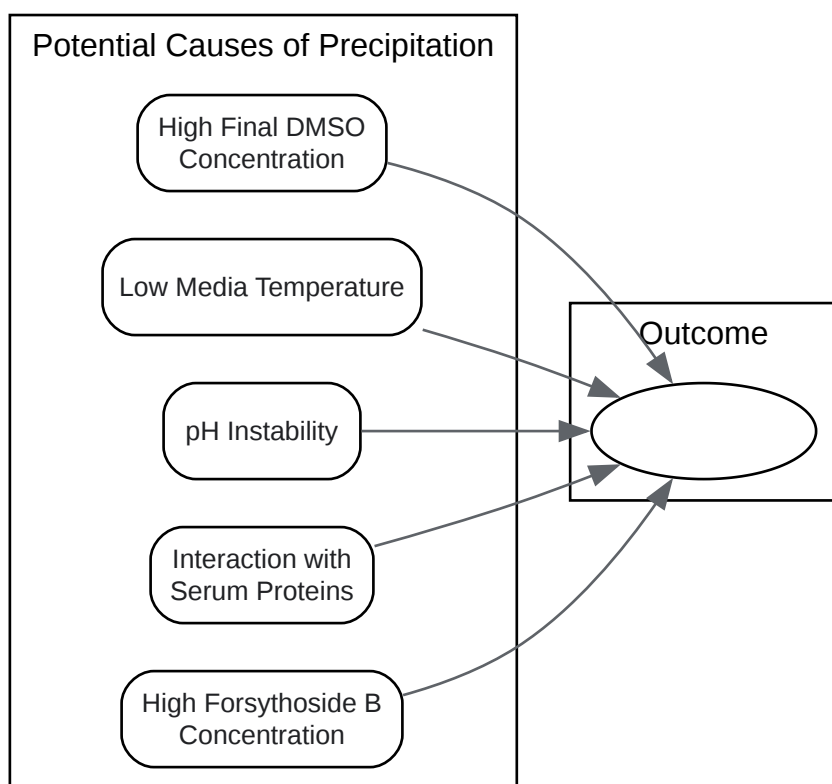 Potential Causes of Precipitation
High Final DMSO
Concentration
Low Media Temperature
pH Instability
Interaction with
Serum Proteins
High Forsythoside B
Concentration
Outcome